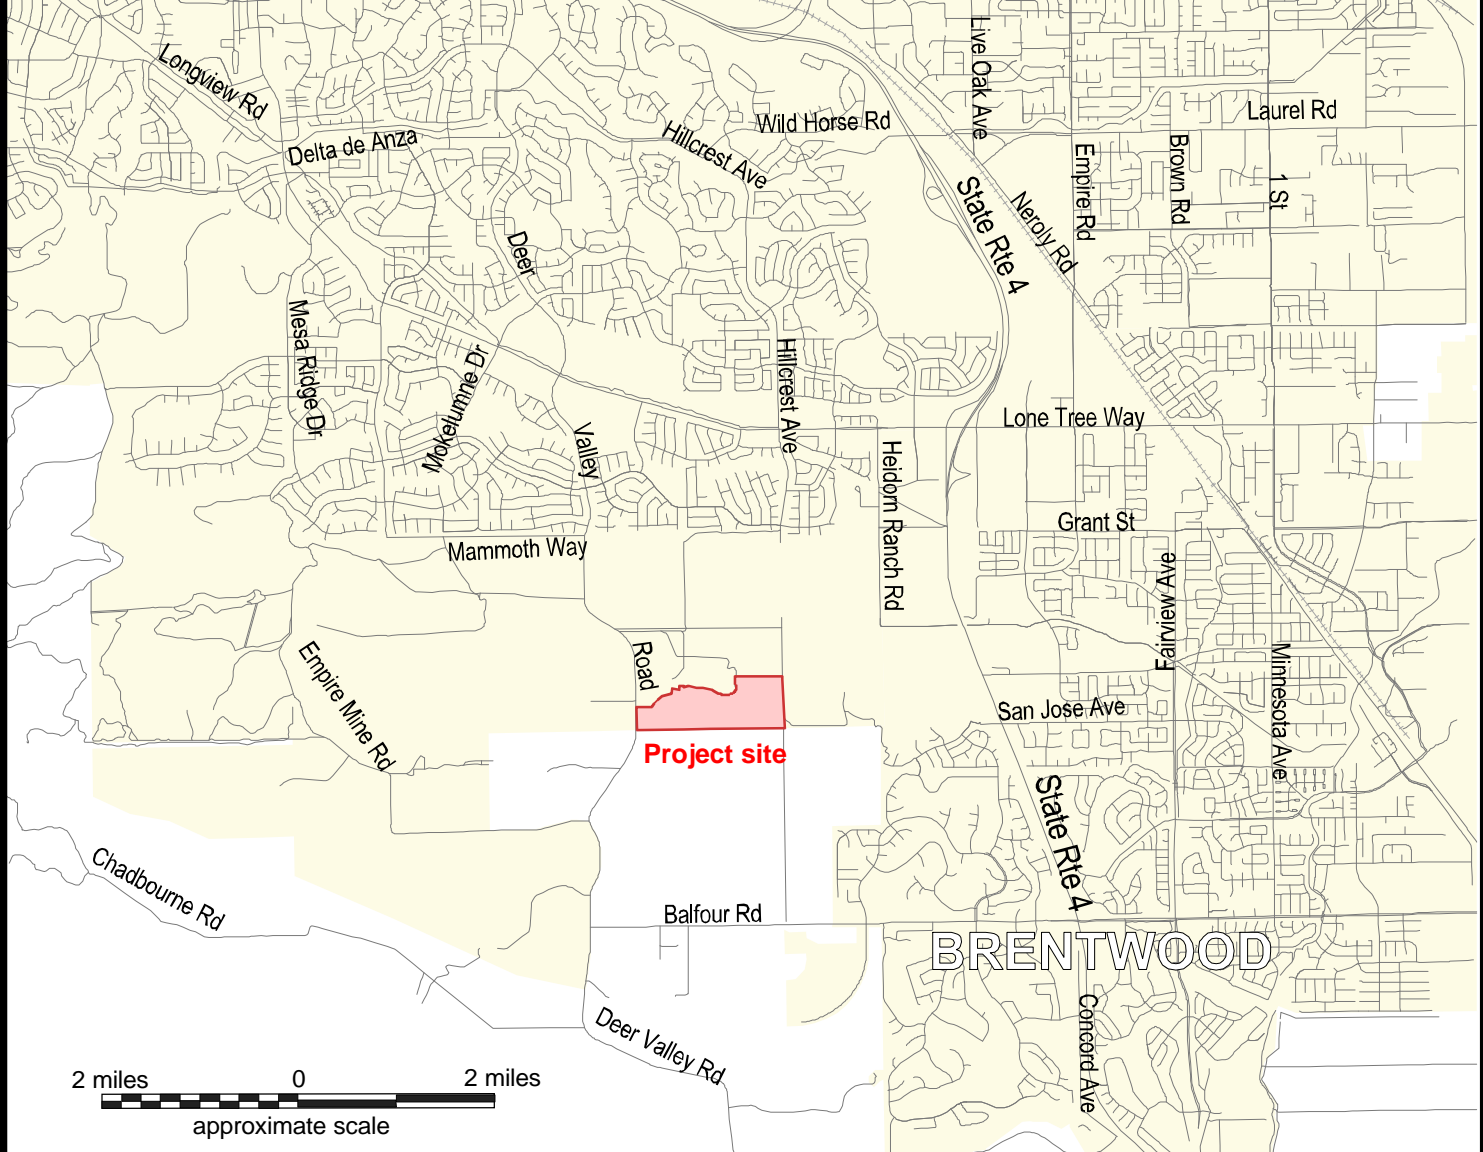 Live Oak Ave
Longview Rd
Laurel Rd
Wild Horse Rd
Hillcrest Ave
Delta de Anza
Brown Rd
Empire Rd
1 St
State Rte 4
Neroly Rd
Deer
Mesa Ridge Dr
Mokelumne Dr
Hillcrest Ave
Lone Tree Way
Valley
Heidorn Ranch Rd
Grant St
Mammoth Way
Fairview Ave
Road
Empire Mine Rd
Minnesota Ave
San Jose Ave
Project site
State Rte 4
Chadbourne Rd
Balfour Rd
BRENTWOOD
Concord Ave
Deer Valley Rd
2 miles 0 2 miles
approximate scale